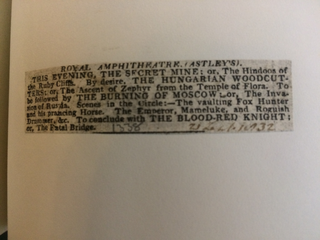 ROYAL AMPHITHEATRE (ASTLEY'S).
THIS EVENING, THE SECRET MINE; or, The Hindoos of
the Ruby Cliffs. By desire, THE HUNGARIAN WOODCUT-
TERS; or, The Ascent of Zephyr from the Temple of Flora. To
be followed by THE BURNING OF MOSCOW; or, The Inva-
sion of Russia. Scenes in the circle:—The vaulting Fox Hunter
and his prancing Horse. The Emperor, Mameluke, and Roguish
Drummer, &c. To conclude with THE BLOOD-RED KNIGHT;
or, The Fatal Bridge.